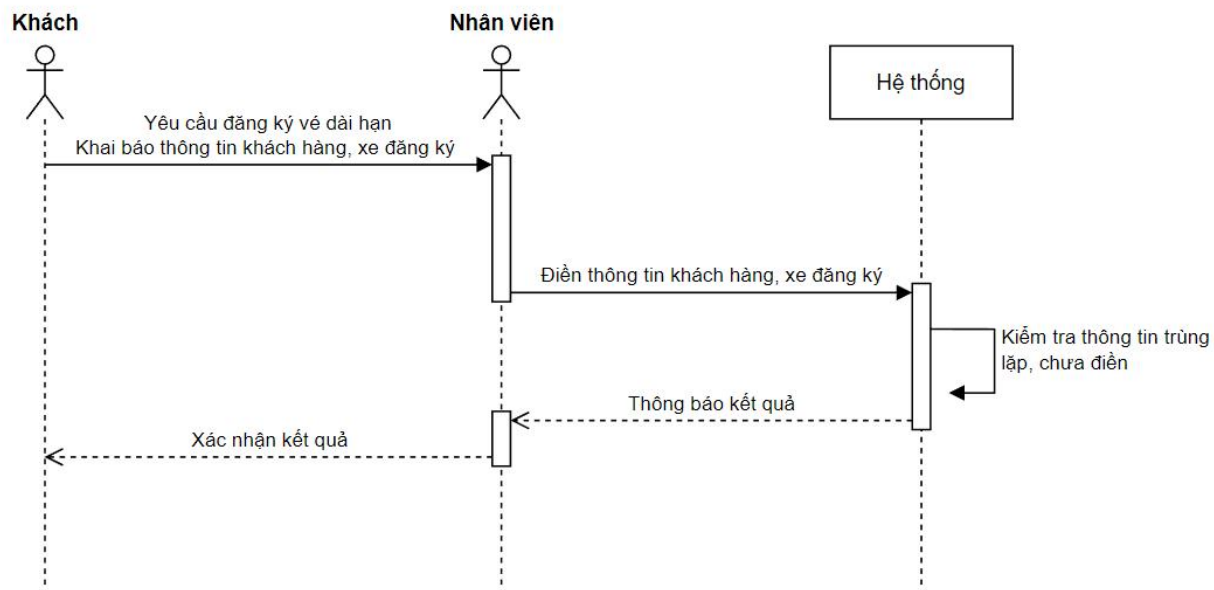 Khách
Nhân viên
Hệ thống
Yêu cầu đăng ký vé dài hạn
Khai báo thông tin khách hàng, xe đăng ký
Điền thông tin khách hàng, xe đăng ký
Kiểm tra thông tin trùng
lặp, chưa điền
Thông báo kết quả
Xác nhận kết quả